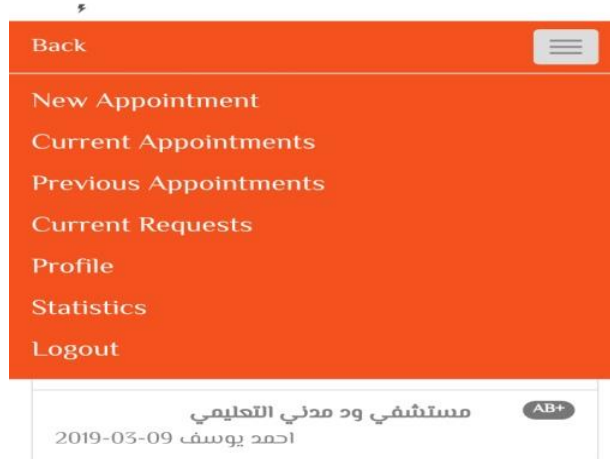 Back
New Appointment
Current Appointments
Previous Appointments
Current Requests
Profile
Statistics
Logout
مستشفي ود مدني التعليمي AB+
احمد يوسف 09-03-2019